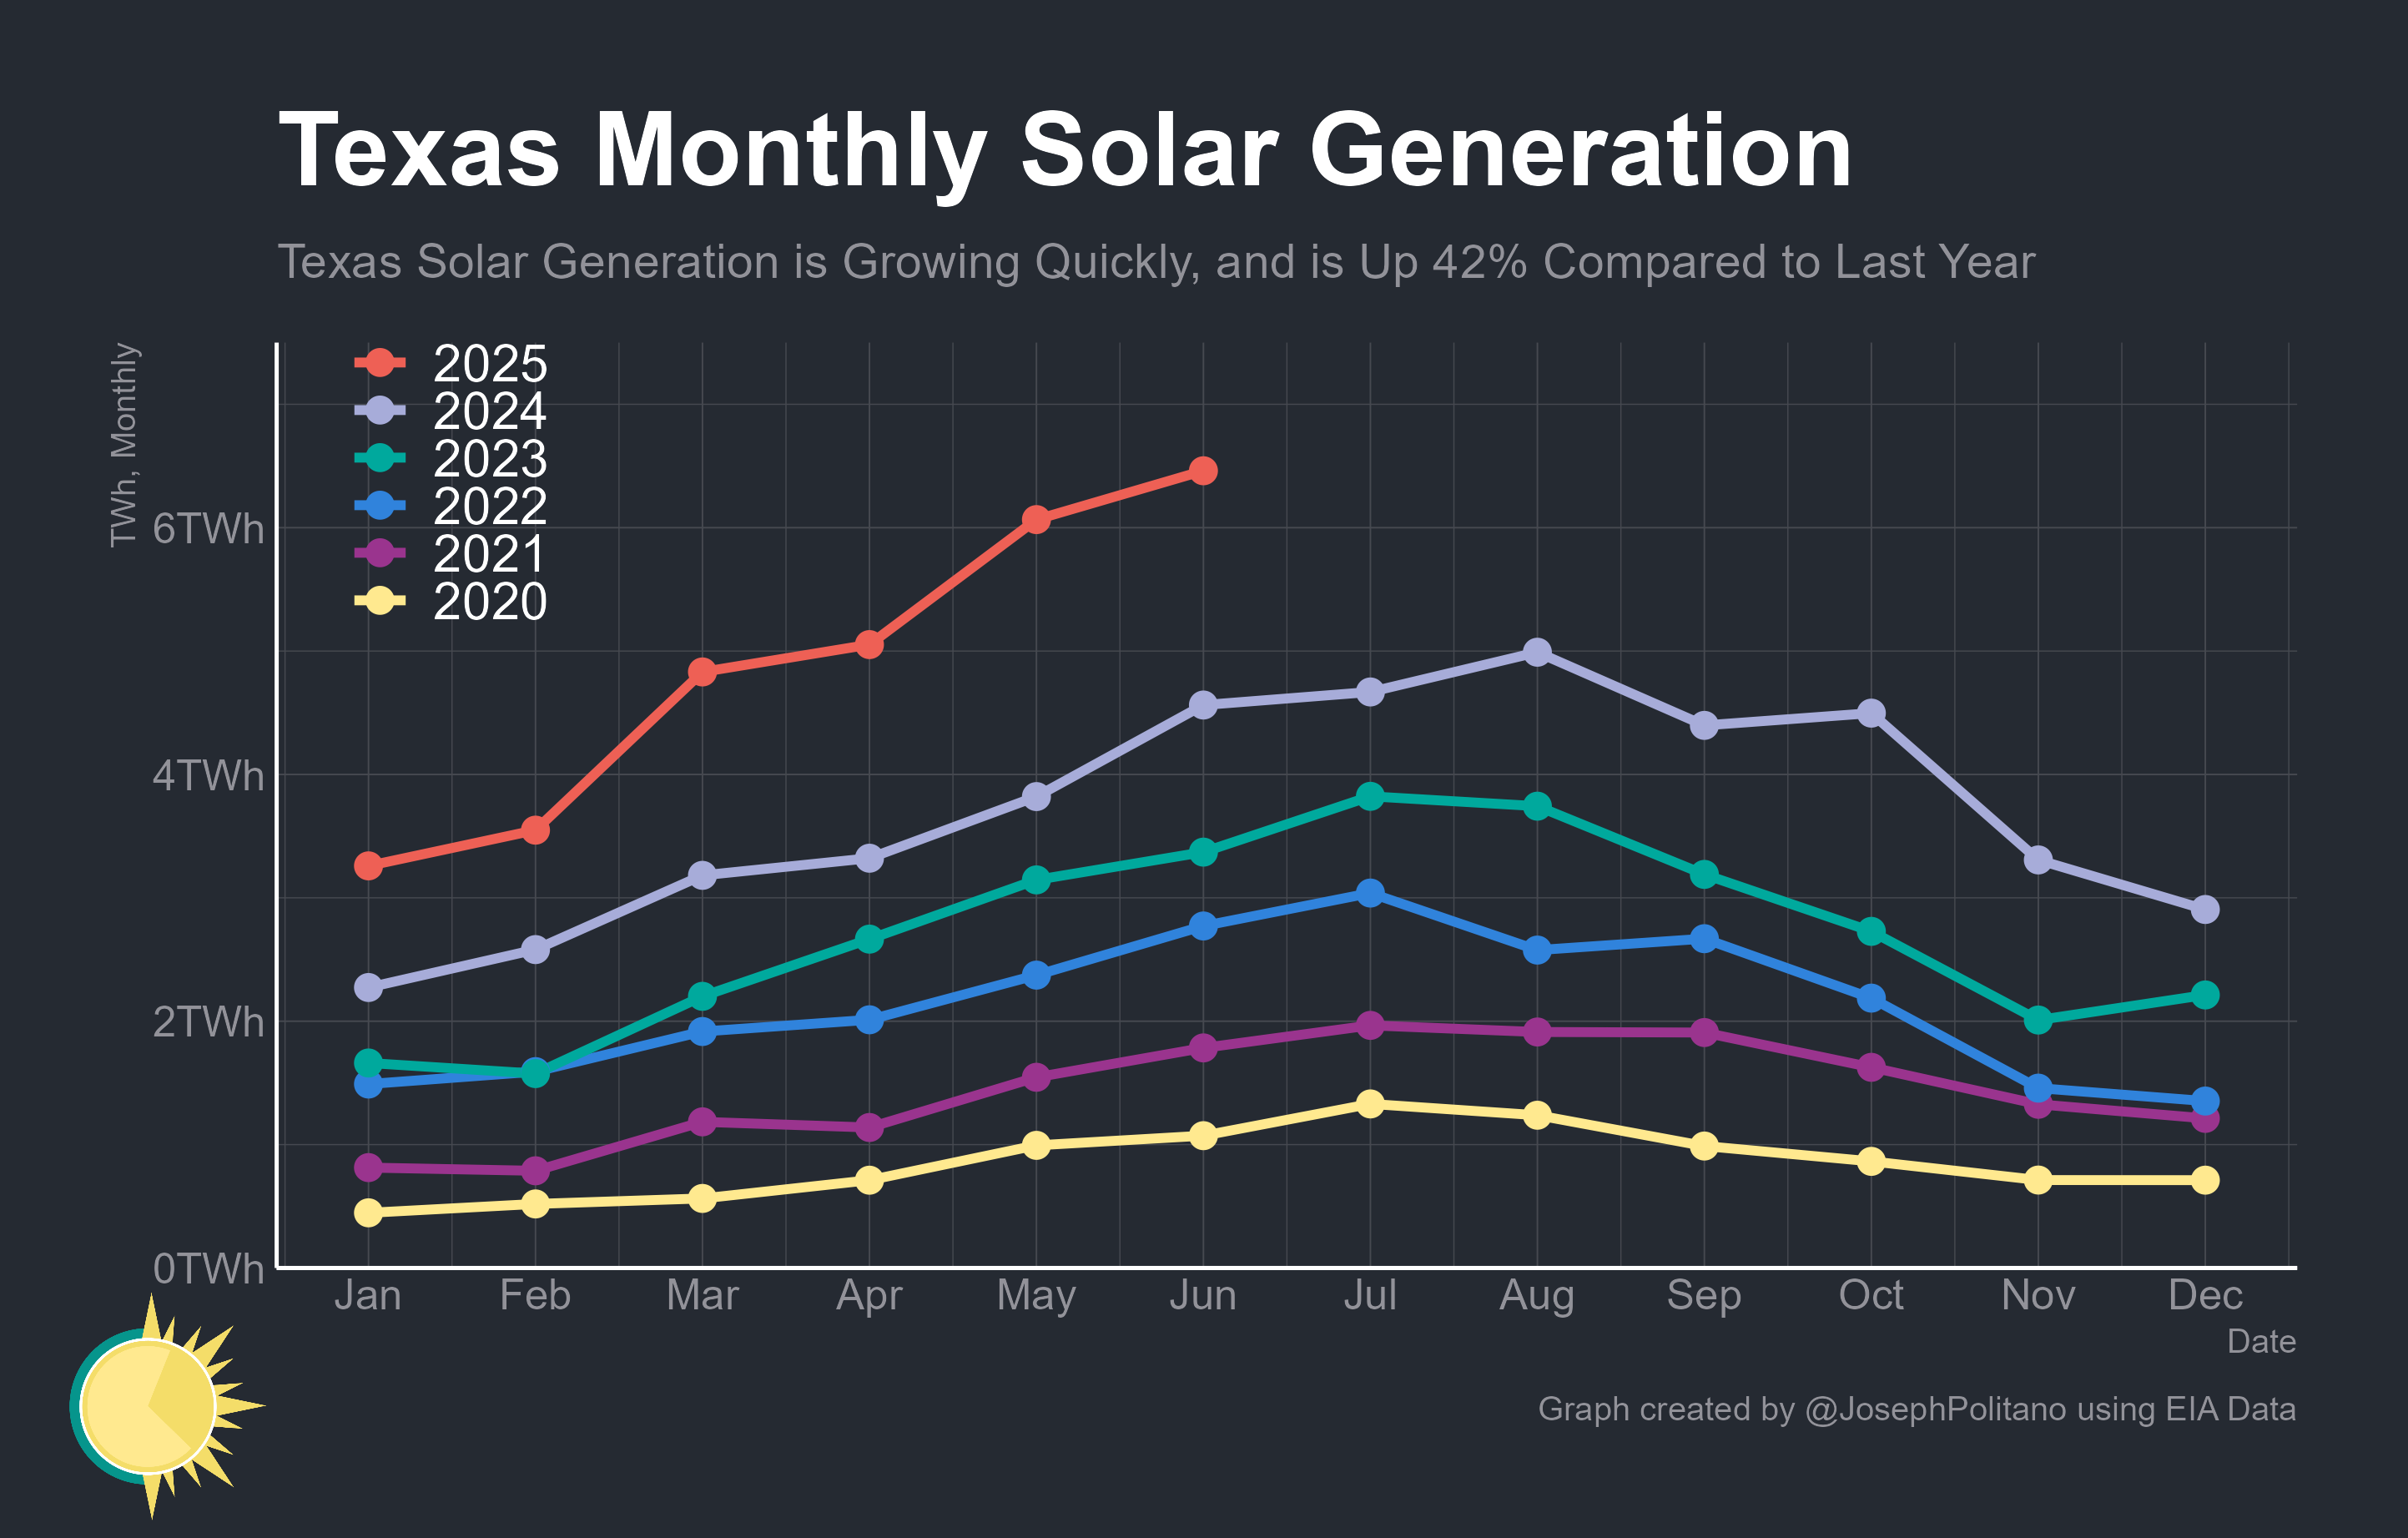 Texas Monthly Solar Generation
Texas Solar Generation is Growing Quickly, and is Up 42% Compared to Last Year
TWh, Monthly
2025
2024
2023
2022
2021
2020
6TWh
4TWh
2TWh
0TWh
Jan Feb Mar Apr May Jun Jul Aug Sep Oct Nov Dec
Date
Graph created by @JosephPolitano using EIA Data